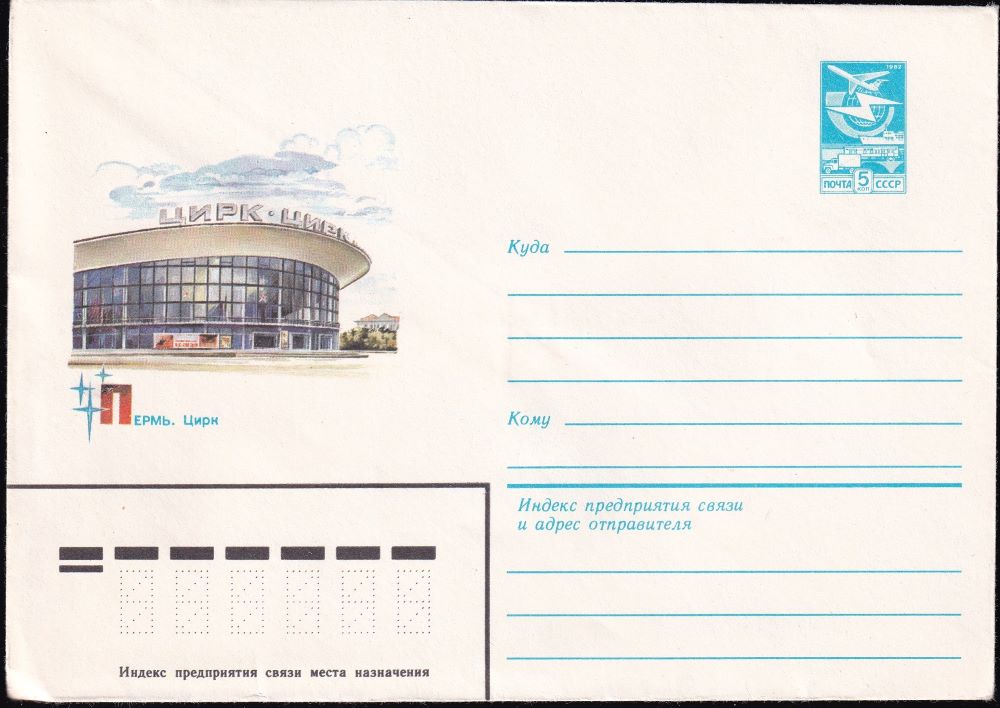 1982
ПОЧТА 5 КОП СССР
ЦИРК · ЦИРК
ПЕРМЬ. Цирк
Куда
Кому
Индекс предприятия связи
и адрес отправителя
Индекс предприятия связи места назначения